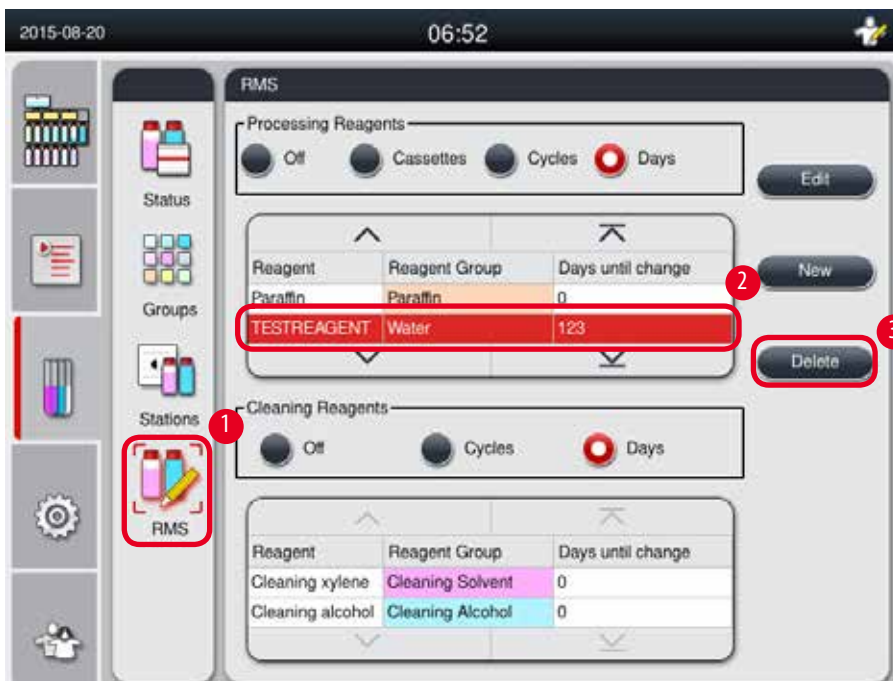 2015-08-20 06:52
RMS
Processing Reagents
Off Cassettes Cycles Days
Edit
Status
Reagent Reagent Group Days until change
2 New
Paraffin Paraffin 0
Groups
TESTREAGENT Water 123
3
Delete
Stations
1
Cleaning Reagents
Off Cycles Days
RMS
Reagent Reagent Group Days until change
Cleaning xylene Cleaning Solvent 0
Cleaning alcohol Cleaning Alcohol 0